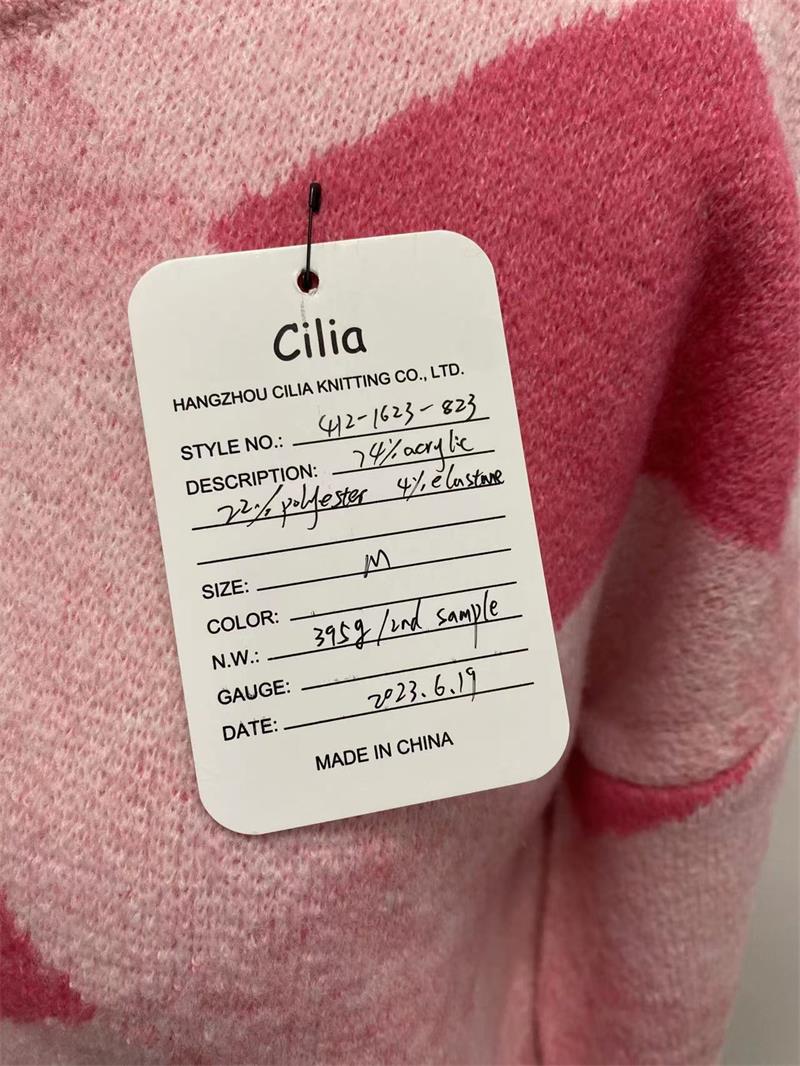 Cilia
HANGZHOU CILIA KNITTING CO., LTD.
STYLE NO.: 412-1623-823
DESCRIPTION: 74% acrylic
22% polyester 4% elastane
SIZE: M
COLOR:
N.W.: 395g/2nd sample
GAUGE:
DATE: 2023.6.19
MADE IN CHINA